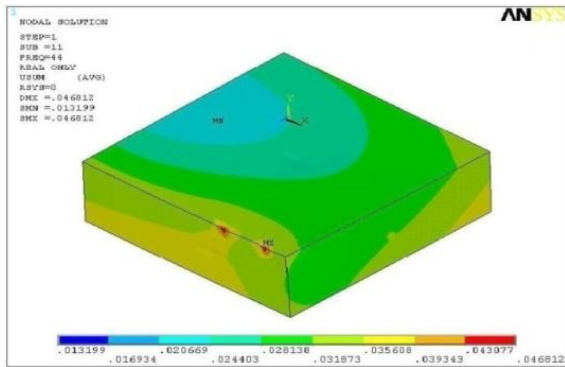 1
ANSYS
NODAL SOLUTION
STEP=1
SUB =11
FREQ=44
REAL ONLY
USUM (AVG)
RSYS=0
DMX =.046812
SMN =.013199
SMX =.046812
Y
MN
X
MX
.013199 .020669 .028138 .035608 .043077
.016934 .024403 .031873 .039343 .046812